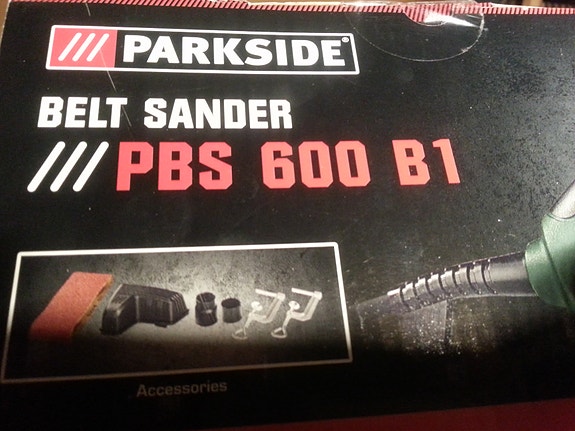 /// PARKSIDE®
BELT SANDER
/// PBS 600 B1
Accessories